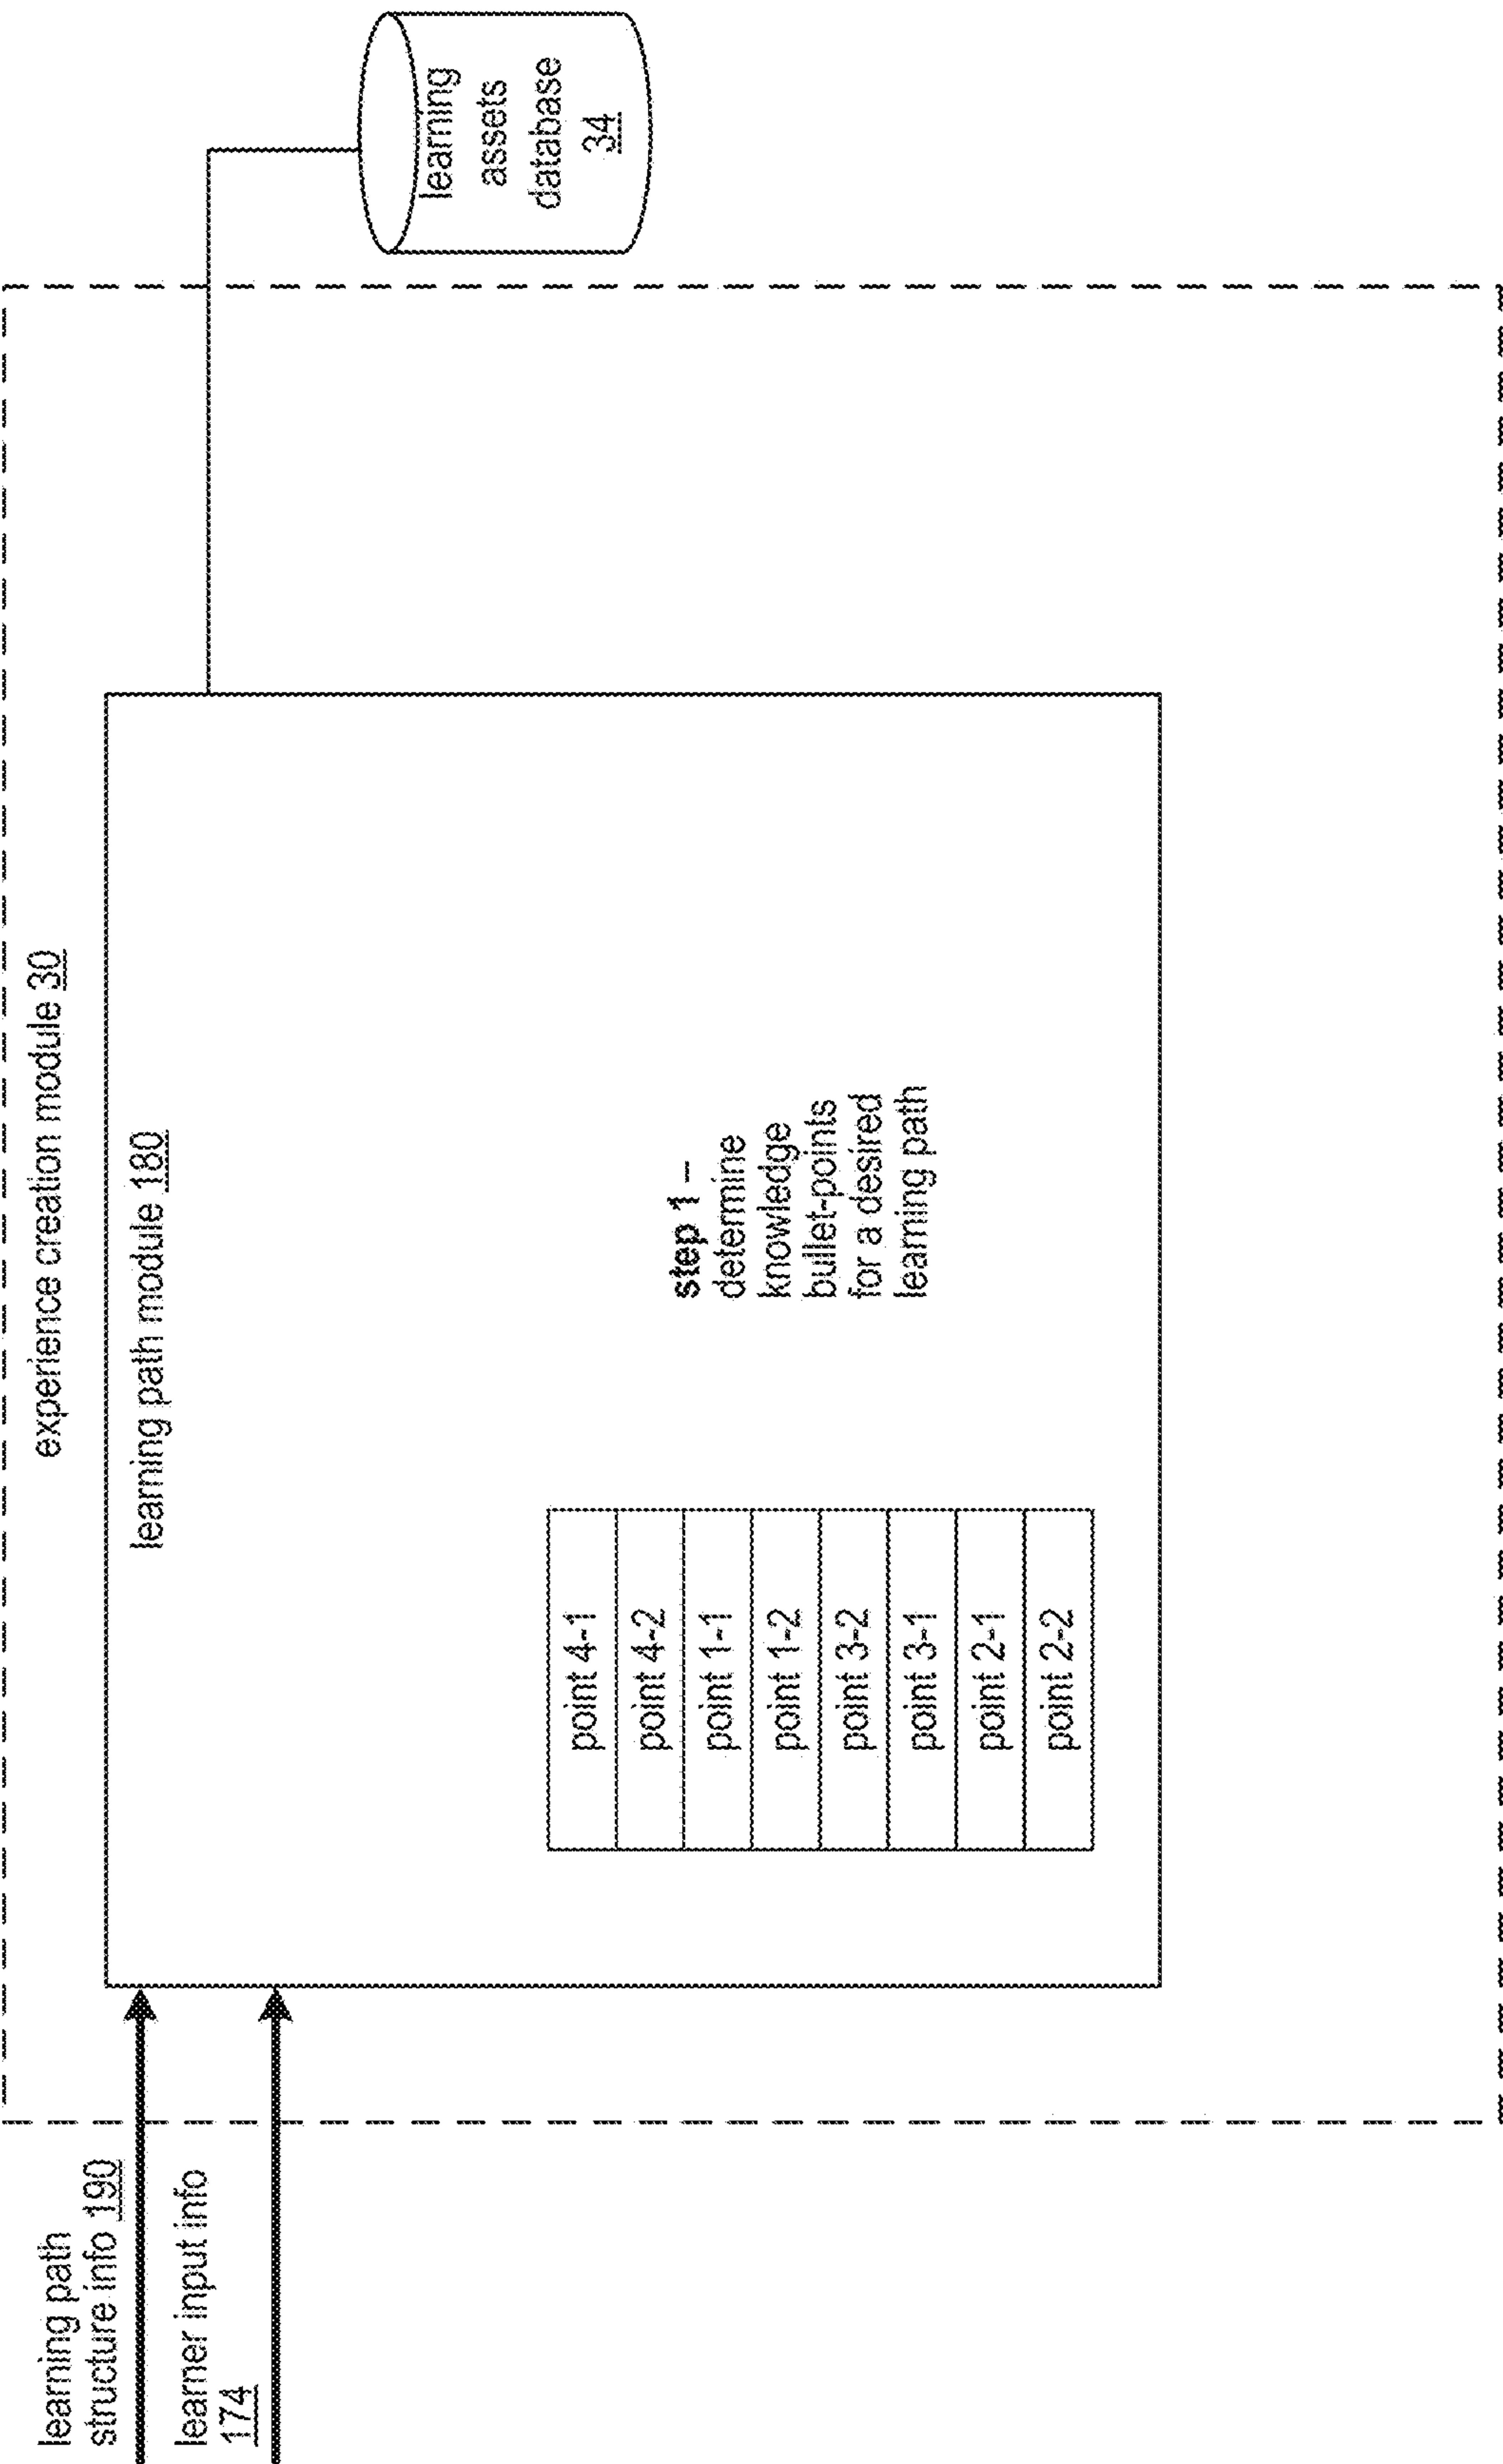 experience creation module 30
learning path
structure info 190
learner input info
174
learning path module 180
point 4-1
point 4-2
point 1-1
point 1-2
point 3-2
point 3-1
point 2-1
point 2-2
step 1 –
determine
knowledge
bullet-points
for a desired
learning path
learning
assets
database
34